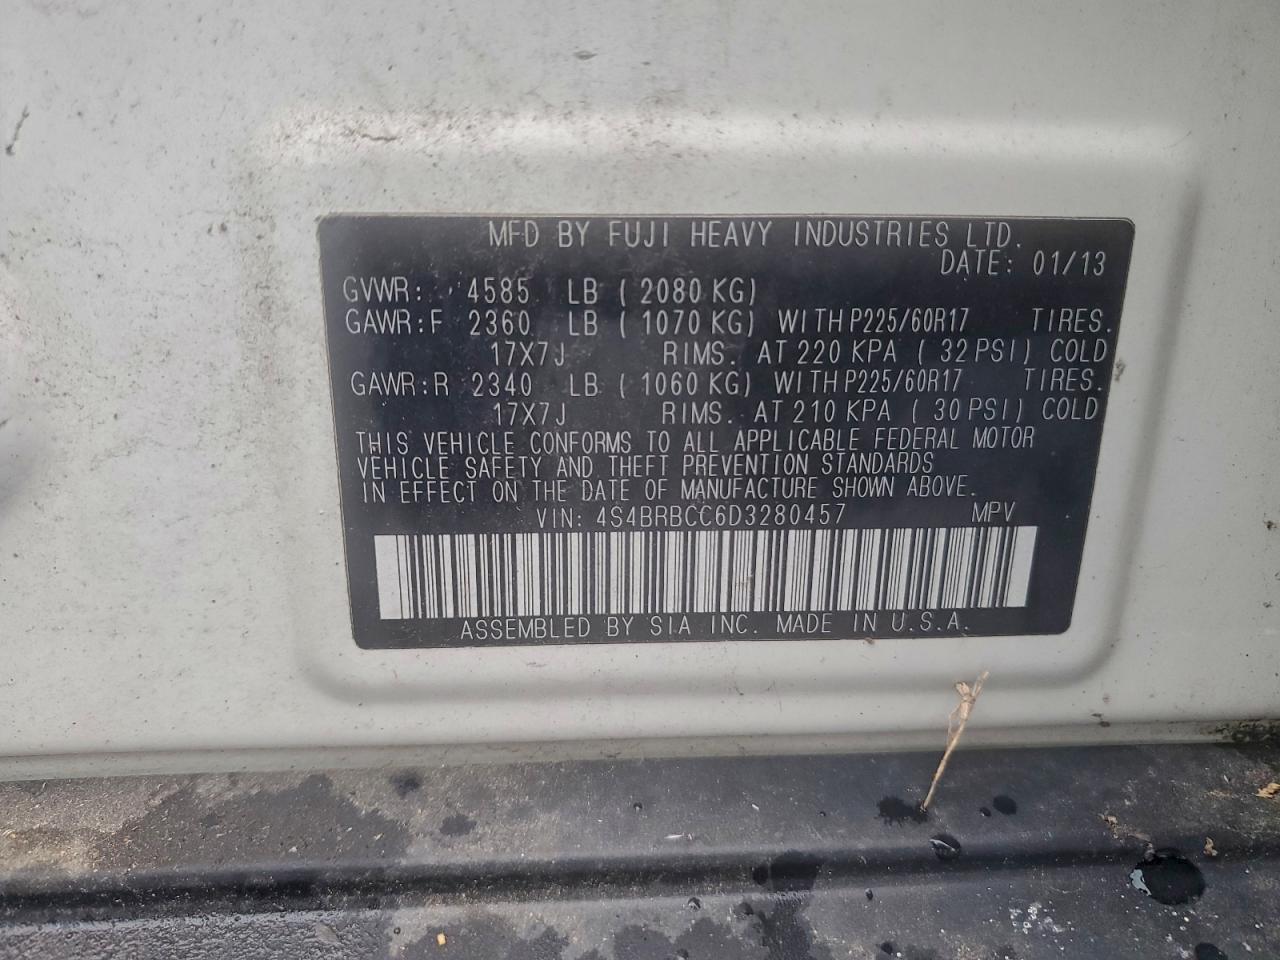 MFD BY FUJI HEAVY INDUSTRIES LTD.
DATE: 01/13
GVWR: 4585 LB (2080 KG)
GAWR:F 2360 LB (1070 KG) WITH P225/60R17 TIRES.
17X7J RIMS. AT 220 KPA (32 PSI) COLD
GAWR:R 2340 LB (1060 KG) WITH P225/60R17 TIRES.
17X7J RIMS. AT 210 KPA (30 PSI) COLD
THIS VEHICLE CONFORMS TO ALL APPLICABLE FEDERAL MOTOR
VEHICLE SAFETY AND THEFT PREVENTION STANDARDS
IN EFFECT ON THE DATE OF MANUFACTURE SHOWN ABOVE.
VIN: 4S4BRBCC6D3280457 MPV
ASSEMBLED BY SIA INC. MADE IN U.S.A.